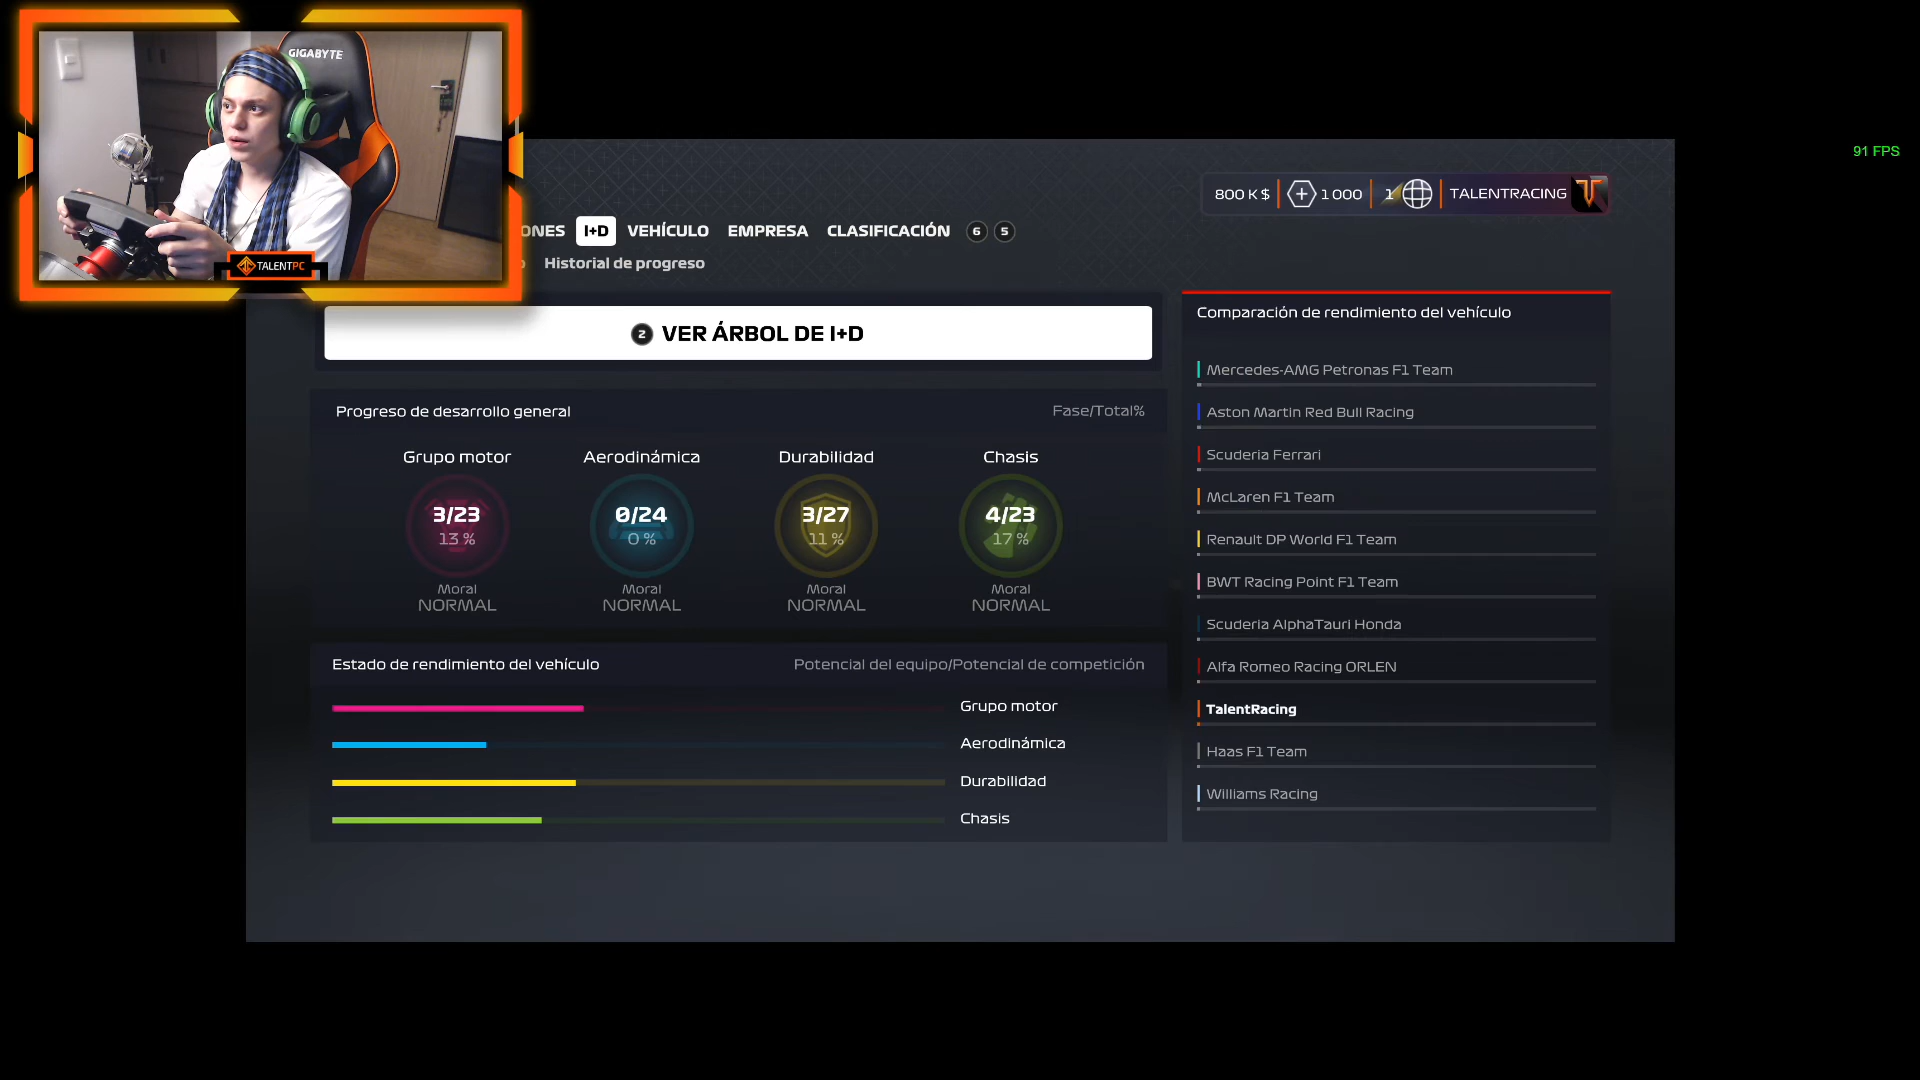 GIGABYTE
TALENTPC
91 FPS
800 K $ 1 000 1 TALENTRACING
ONES I+D VEHÍCULO EMPRESA CLASIFICACIÓN 6 5
Historial de progreso
2 VER ÁRBOL DE I+D
Progreso de desarrollo general Fase/Total%
Grupo motor Aerodinámica Durabilidad Chasis
3/23 0/24 3/27 4/23
13 % 0 % 11 % 17 %
Moral Moral Moral Moral
NORMAL NORMAL NORMAL NORMAL
Estado de rendimiento del vehículo Potencial del equipo/Potencial de competición
Grupo motor
Aerodinámica
Durabilidad
Chasis
Comparación de rendimiento del vehículo
Mercedes-AMG Petronas F1 Team
Aston Martin Red Bull Racing
Scuderia Ferrari
McLaren F1 Team
Renault DP World F1 Team
BWT Racing Point F1 Team
Scuderia AlphaTauri Honda
Alfa Romeo Racing ORLEN
TalentRacing
Haas F1 Team
Williams Racing